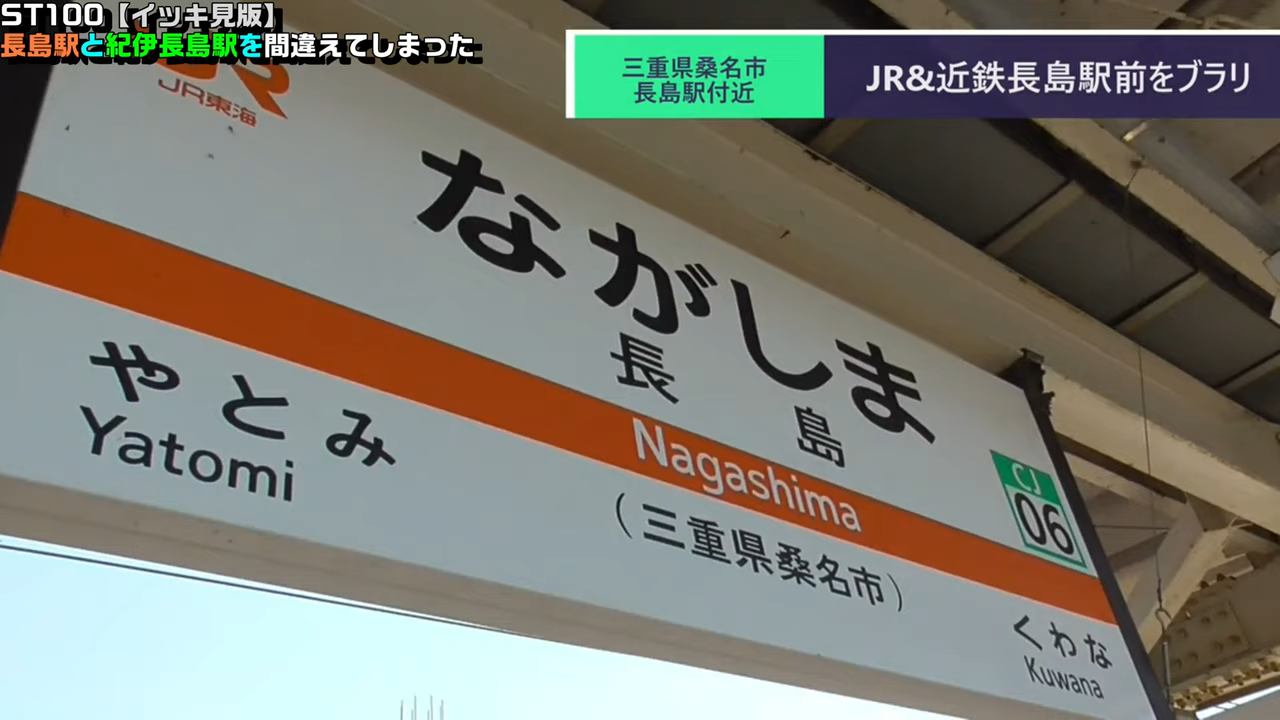 ST100【イッキ見版】
長島駅と紀伊長島駅を間違えてしまった
三重県桑名市
長島駅付近
JR&近鉄長島駅前をブラリ
JR東海
ながしま
長島
Nagashima
(三重県桑名市)
CJ
06
やとみ
Yatomi
くわな
Kuwana